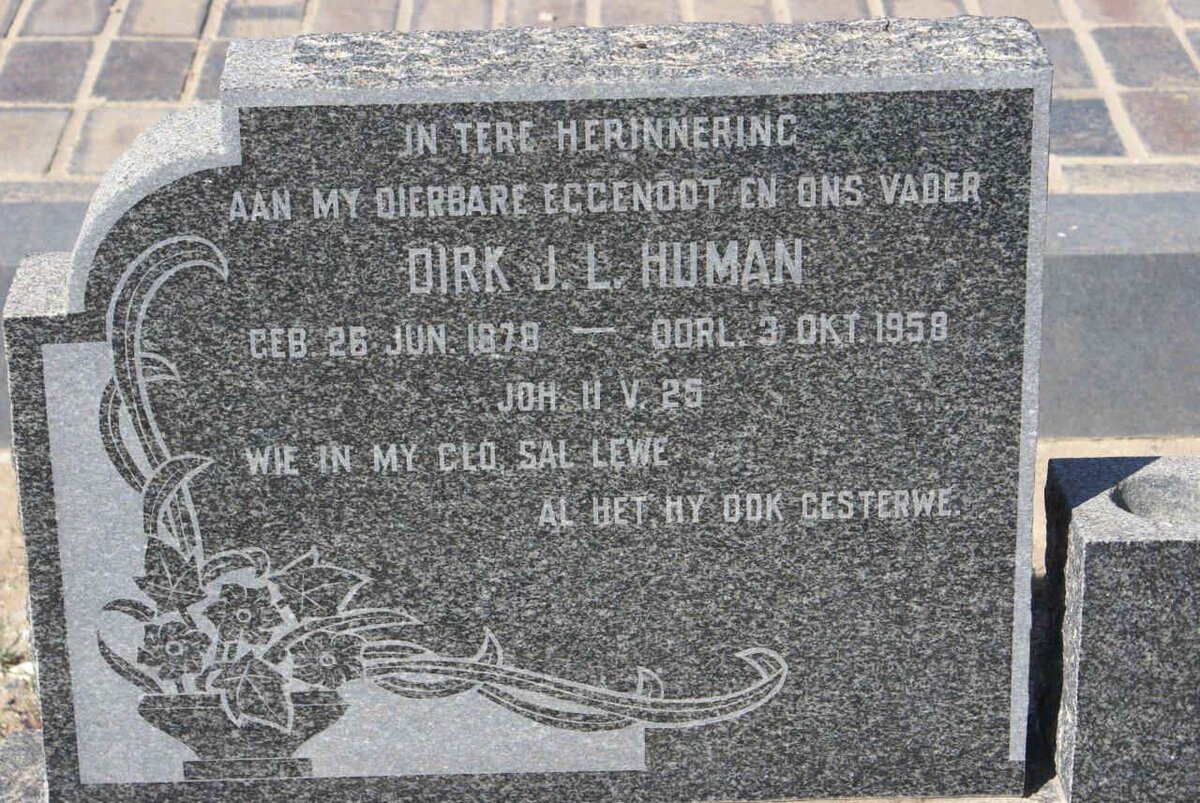 IN TERE HERINNERING
AAN MY DIERBARE EGGENOOT EN ONS VADER
DIRK J. L. HUMAN
GEB. 26 JUN. 1878 — OORL. 3 OKT. 1958
JOH. 11 V. 25
WIE IN MY GLO, SAL LEWE
AL HET HY OOK GESTERWE.